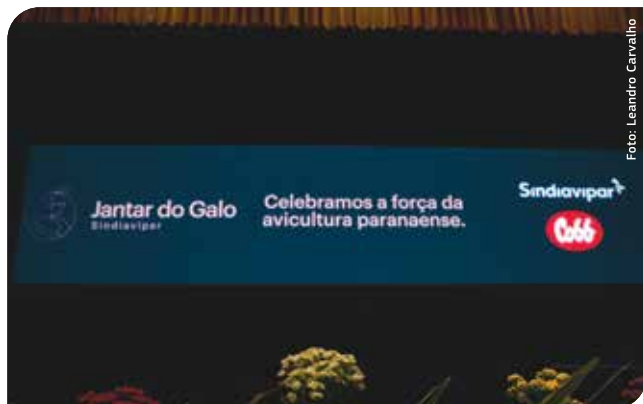 Foto: Leandro Carvalho
Jantar do Galo
Sindiavipar
Celebramos a força da
avicultura paranaense.
Sindiavipar
Cobb